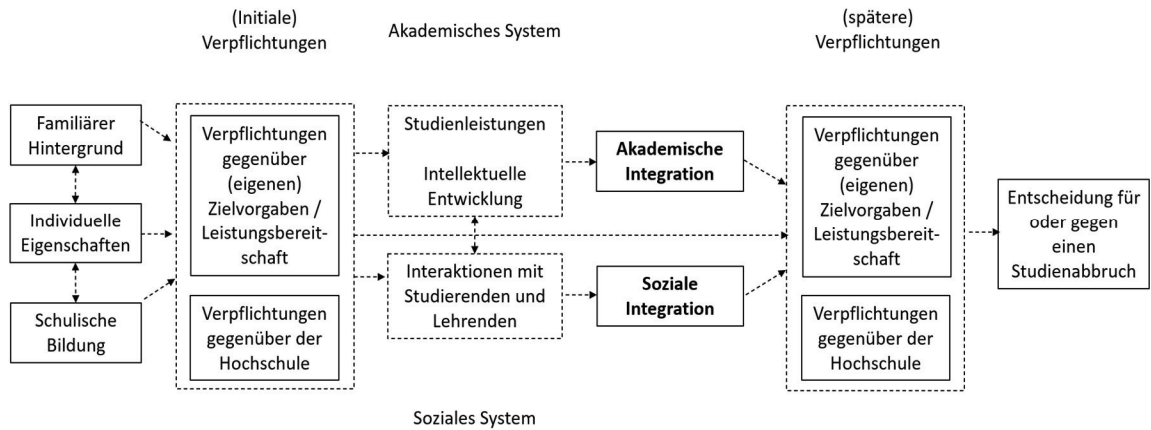 (Initiale)
Verpflichtungen
Akademisches System
(spätere)
Verpflichtungen
Familiärer
Hintergrund
Individuelle
Eigenschaften
Schulische
Bildung
Verpflichtungen
gegenüber
(eigenen)
Zielvorgaben /
Leistungsbereit-
schaft
Verpflichtungen
gegenüber der
Hochschule
Studienleistungen
Intellektuelle
Entwicklung
Interaktionen mit
Studierenden und
Lehrenden
Akademische
Integration
Soziale
Integration
Verpflichtungen
gegenüber
(eigenen)
Zielvorgaben /
Leistungsbereit-
schaft
Verpflichtungen
gegenüber der
Hochschule
Entscheidung für
oder gegen
einen
Studienabbruch
Soziales System